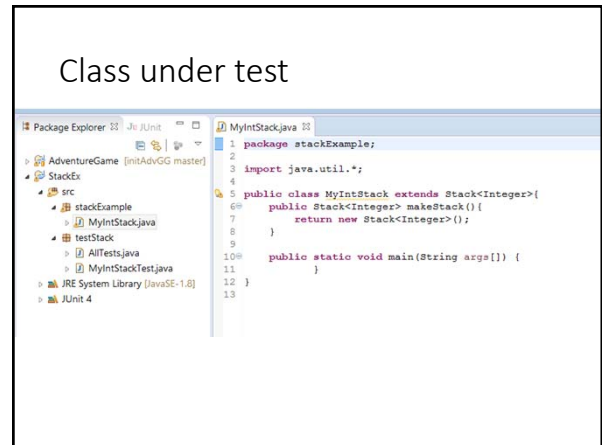 Class under test
Package Explorer
JUnit
AdventureGame [initAdvGG master]
StackEx
src
stackExample
MyIntStack.java
testStack
AllTests.java
MyIntStackTest.java
JRE System Library [JavaSE-1.8]
JUnit 4
MyIntStack.java
1 package stackExample;
2
3 import java.util.*;
4
5 public class MyIntStack extends Stack<Integer>{
6 public Stack<Integer> makeStack(){
7 return new Stack<Integer>();
8 }
9
10 public static void main(String args[]) {
11 }
12 }
13